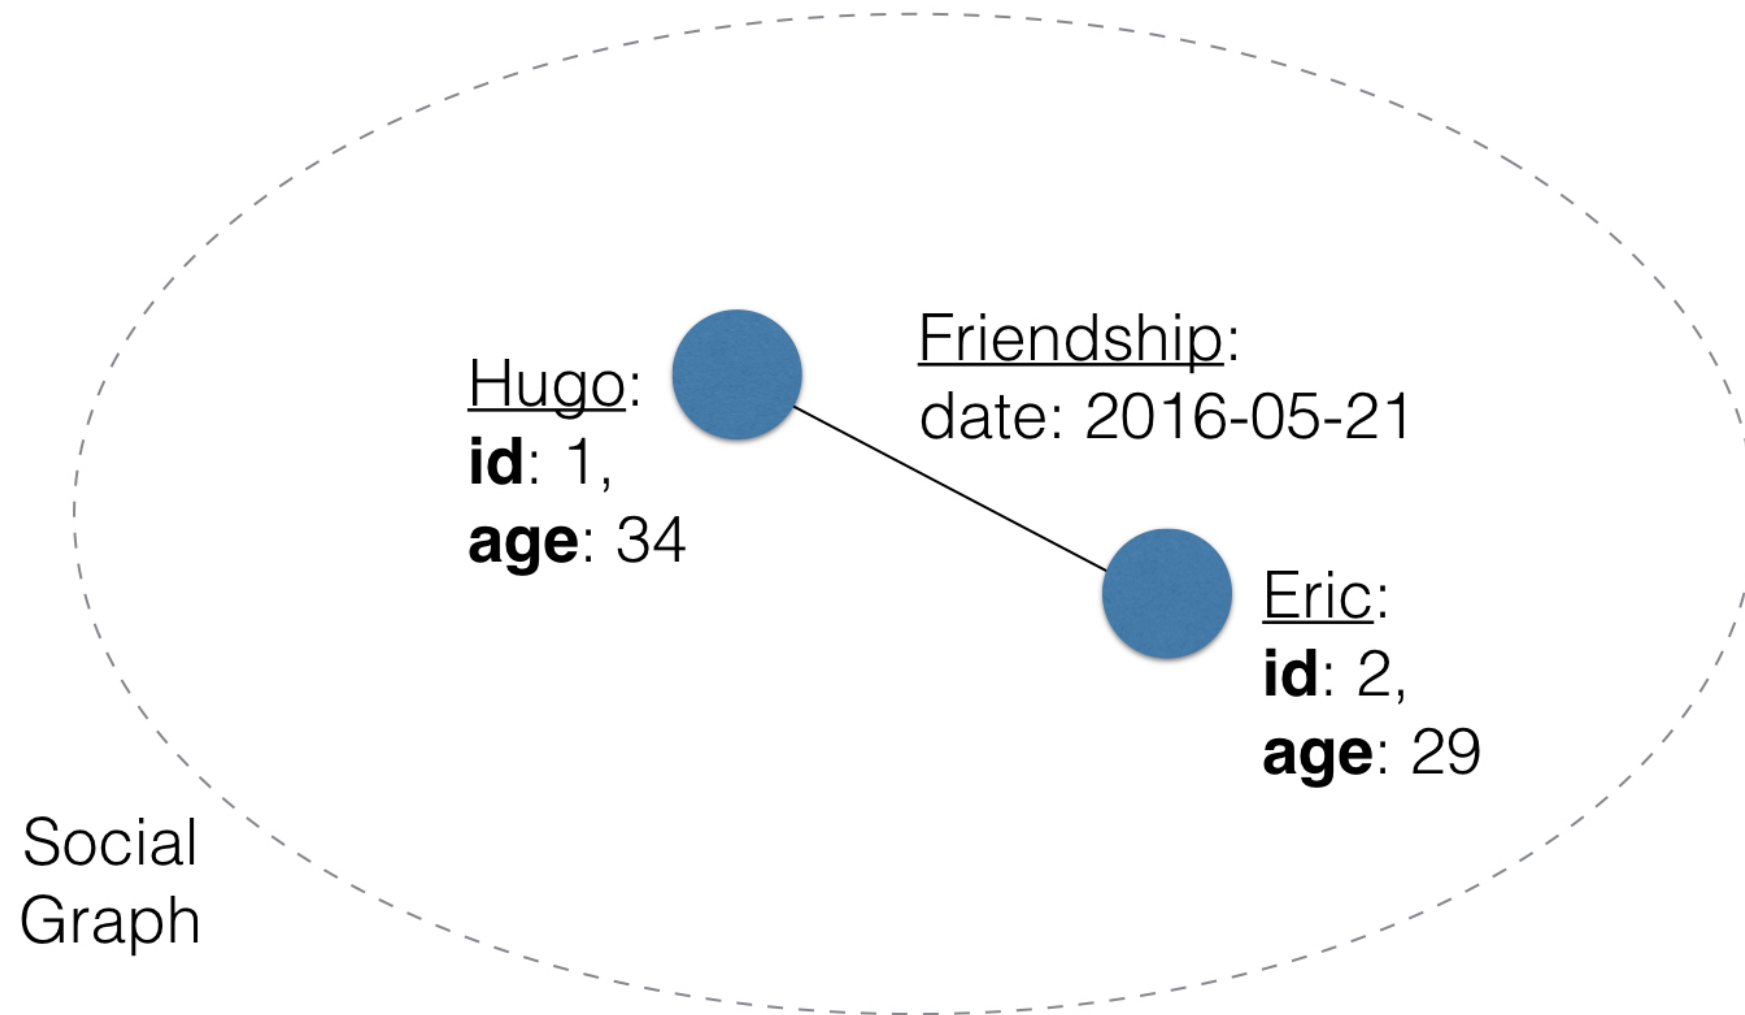 Hugo:
id: 1,
age: 34
Friendship:
date: 2016-05-21
Eric:
id: 2,
age: 29
Social
Graph